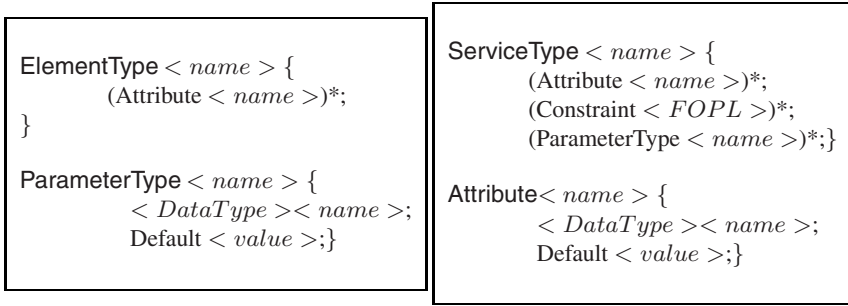 ElementType < name > {
(Attribute < name >)*;
}
ParameterType < name > {
< DataType >< name >;
Default < value >;}
ServiceType < name > {
(Attribute < name >)*;
(Constraint < FOPL >)*;
(ParameterType < name >)*;}
Attribute< name > {
< DataType >< name >;
Default < value >;}